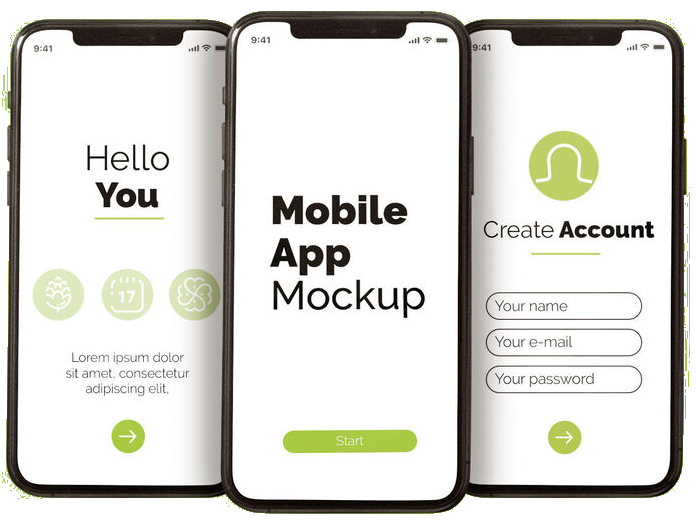 9:41
Hello
You
17
Lorem ipsum dolor
sit amet, consectetur
adipiscing elit,
9:41
Mobile
App
Mockup
Start
9:41
Create Account
Your name
Your e-mail
Your password